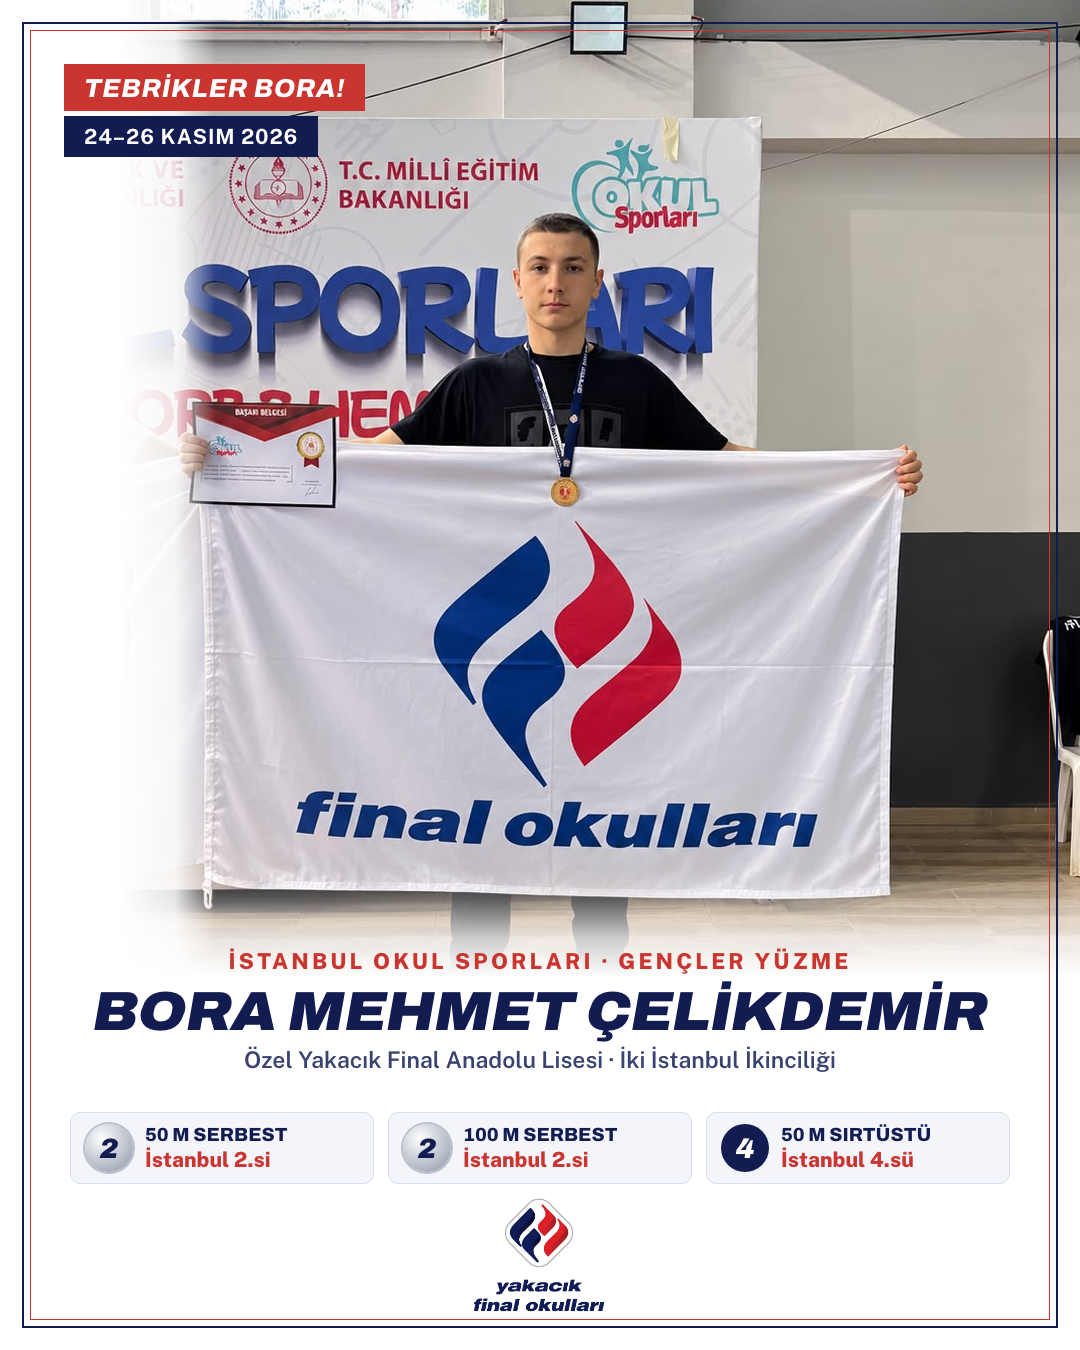 TEBRİKLER BORA!
24–26 KASIM 2026
K VE
NLIĞI
T.C. MİLLÎ EĞİTİM
BAKANLIĞI
OKUL
Sporları
SPORLARI
BAŞARI BELGESİ
final okulları
İSTANBUL OKUL SPORLARI · GENÇLER YÜZME
BORA MEHMET ÇELİKDEMİR
Özel Yakacık Final Anadolu Lisesi · İki İstanbul İkinciliği
2 50 M SERBEST
İstanbul 2.si
2 100 M SERBEST
İstanbul 2.si
4 50 M SIRTÜSTÜ
İstanbul 4.sü
yakacık
final okulları